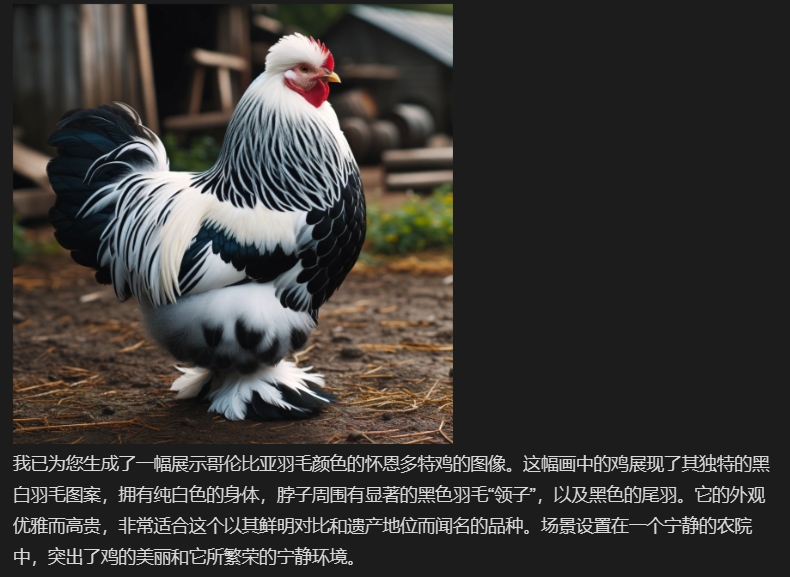 我已为您生成了一幅展示哥伦比亚羽毛颜色的怀恩多特鸡的图像。这幅画中的鸡展现了其独特的黑
白羽毛图案，拥有纯白色的身体，脖子周围有显著的黑色羽毛“领子”，以及黑色的尾羽。它的外观
优雅而高贵，非常适合这个以其鲜明对比和遗产地位而闻名的品种。场景设置在一个宁静的农院
中，突出了鸡的美丽和它所繁荣的宁静环境。